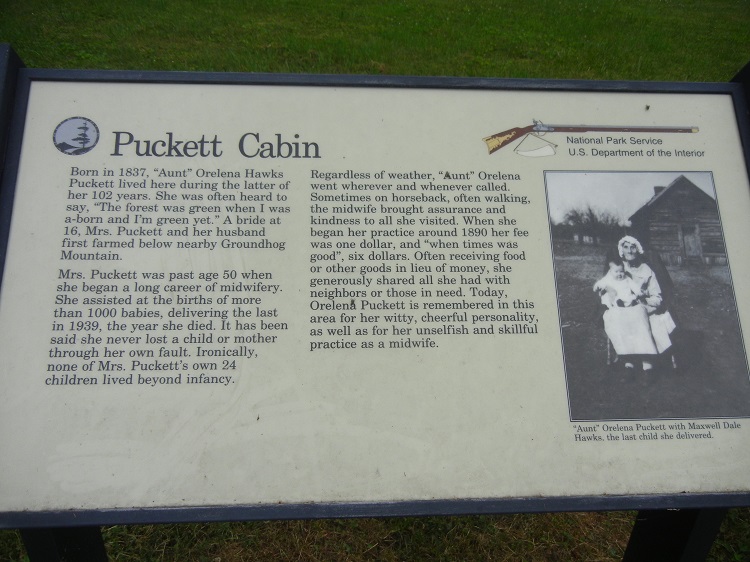 Puckett Cabin
National Park Service
U.S. Department of the Interior
Born in 1837, "Aunt" Orelena Hawks
Puckett lived here during the latter of
her 102 years. She was often heard to
say, "The forest was green when I was
a-born and I'm green yet." A bride at
16, Mrs. Puckett and her husband
first farmed below nearby Groundhog
Mountain.
Mrs. Puckett was past age 50 when
she began a long career of midwifery.
She assisted at the births of more
than 1000 babies, delivering the last
in 1939, the year she died. It has been
said she never lost a child or mother
through her own fault. Ironically,
none of Mrs. Puckett's own 24
children lived beyond infancy.
Regardless of weather, "Aunt" Orelena
went wherever and whenever called.
Sometimes on horseback, often walking,
the midwife brought assurance and
kindness to all she visited. When she
began her practice around 1890 her fee
was one dollar, and "when times was
good", six dollars. Often receiving food
or other goods in lieu of money, she
generously shared all she had with
neighbors or those in need. Today,
Orelena Puckett is remembered in this
area for her witty, cheerful personality,
as well as for her unselfish and skillful
practice as a midwife.
"Aunt" Orelena Puckett with Maxwell Dale
Hawks, the last child she delivered.